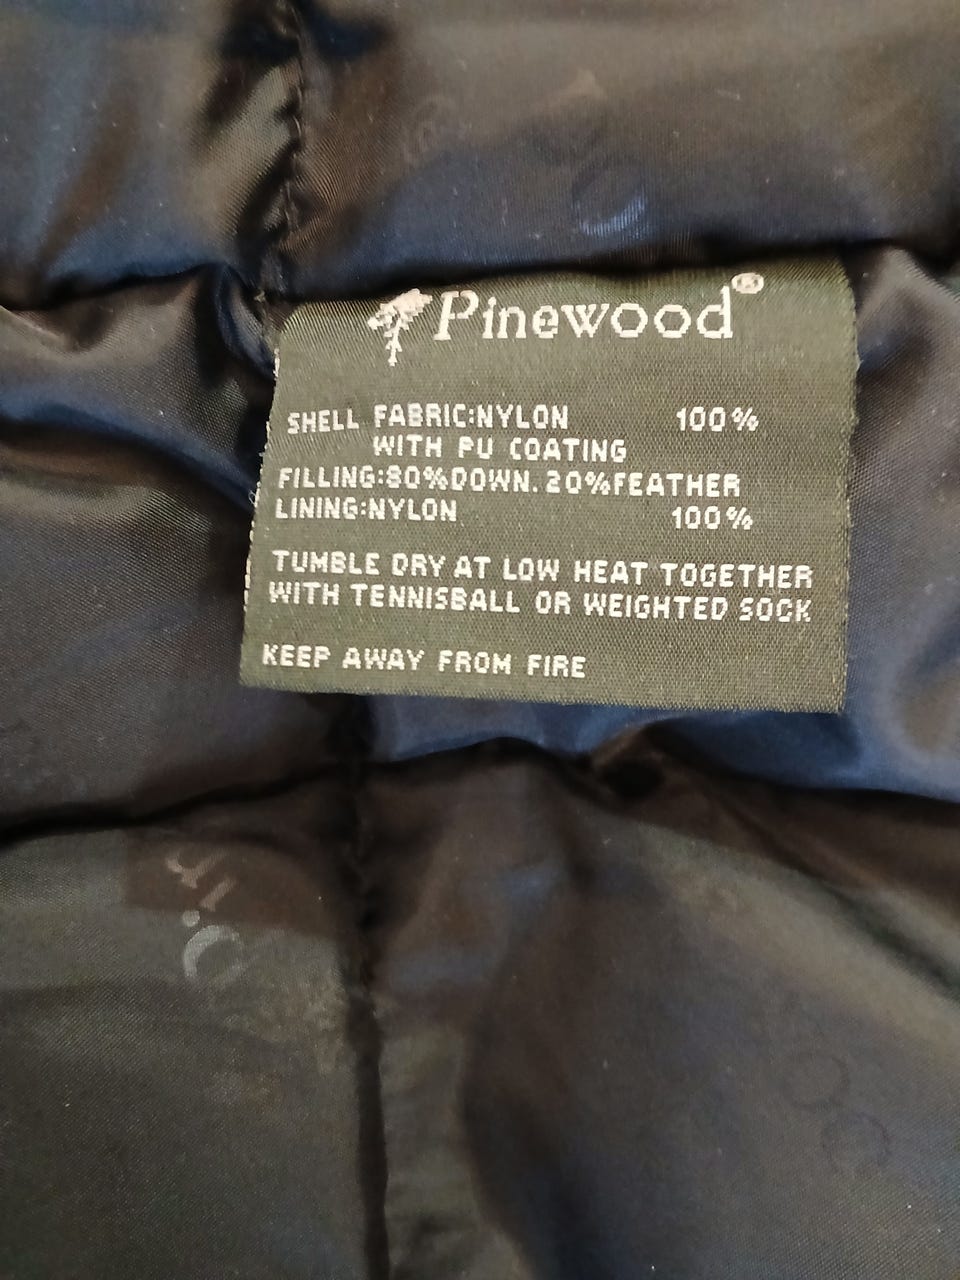 Pinewood®
SHELL FABRIC:NYLON 100%
WITH PU COATING
FILLING:80%DOWN.20%FEATHER
LINING:NYLON 100%
TUMBLE DRY AT LOW HEAT TOGETHER
WITH TENNISBALL OR WEIGHTED SOCK
KEEP AWAY FROM FIRE